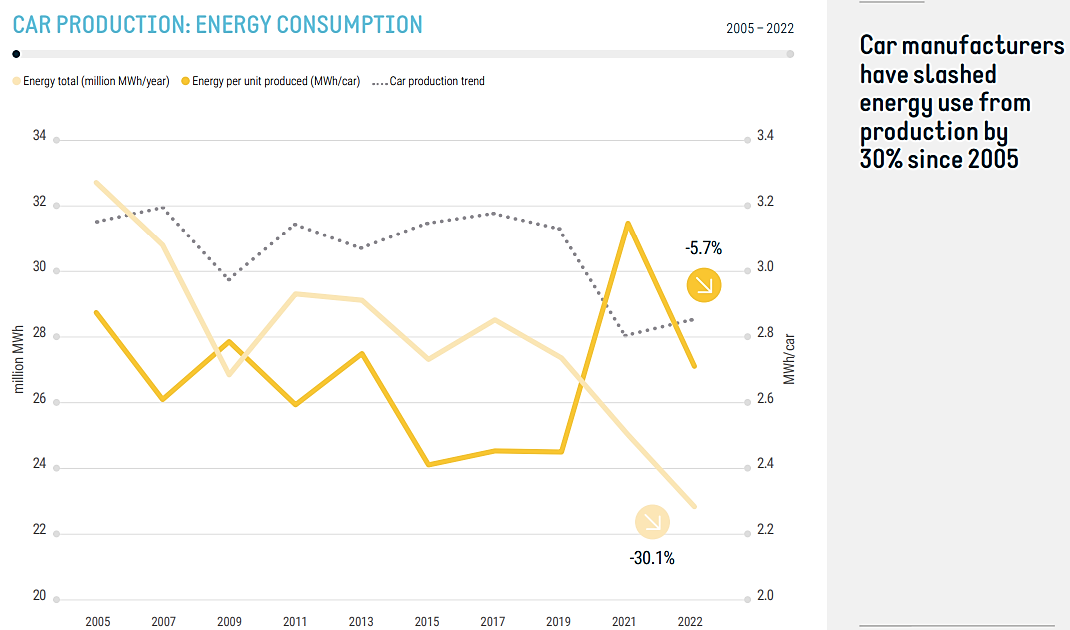 CAR PRODUCTION: ENERGY CONSUMPTION
2005 – 2022
Energy total (million MWh/year) Energy per unit produced (MWh/car) Car production trend
34 3.4
32 3.2
30 3.0
28 2.8
26 2.6
24 2.4
22 2.2
20 2.0
million MWh
MWh/car
-5.7%
-30.1%
2005 2007 2009 2011 2013 2015 2017 2019 2021 2022
Car manufacturers
have slashed
energy use from
production by
30% since 2005